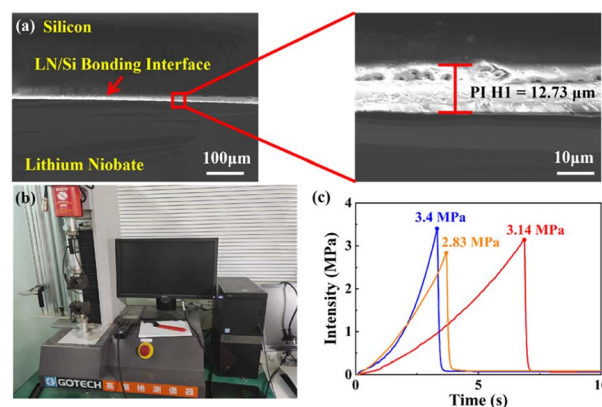 (a)
Silicon
LN/Si Bonding Interface
Lithium Niobate
100μm
PI H1 = 12.73 μm
10μm
(b)
GOTECH
(c)
3.4 MPa
2.83 MPa
3.14 MPa
Intensity (MPa)
4
3
2
1
0
0
5
10
Time (s)